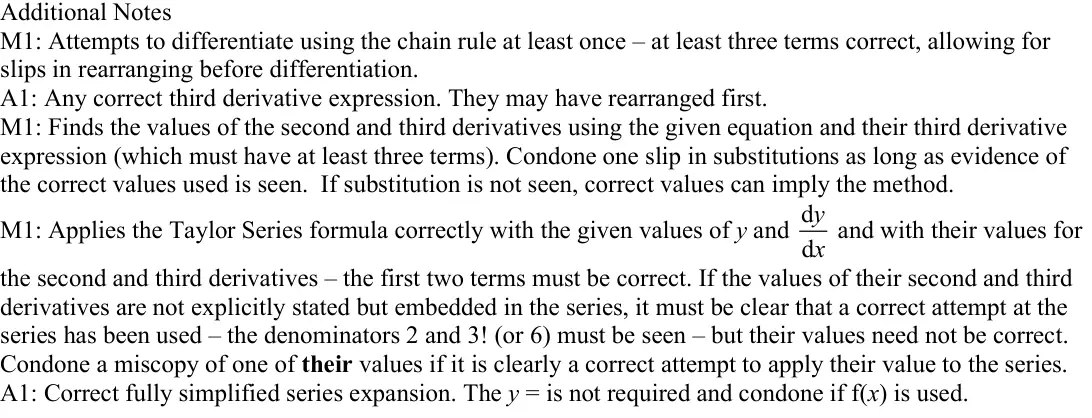 Additional Notes
M1: Attempts to differentiate using the chain rule at least once – at least three terms correct, allowing for
slips in rearranging before differentiation.
A1: Any correct third derivative expression. They may have rearranged first.
M1: Finds the values of the second and third derivatives using the given equation and their third derivative
expression (which must have at least three terms). Condone one slip in substitutions as long as evidence of
the correct values used is seen.  If substitution is not seen, correct values can imply the method.
M1: Applies the Taylor Series formula correctly with the given values of y and dy/dx and with their values for
the second and third derivatives – the first two terms must be correct. If the values of their second and third
derivatives are not explicitly stated but embedded in the series, it must be clear that a correct attempt at the
series has been used – the denominators 2 and 3! (or 6) must be seen – but their values need not be correct.
Condone a miscopy of one of their values if it is clearly a correct attempt to apply their value to the series.
A1: Correct fully simplified series expansion. The y = is not required and condone if f(x) is used.